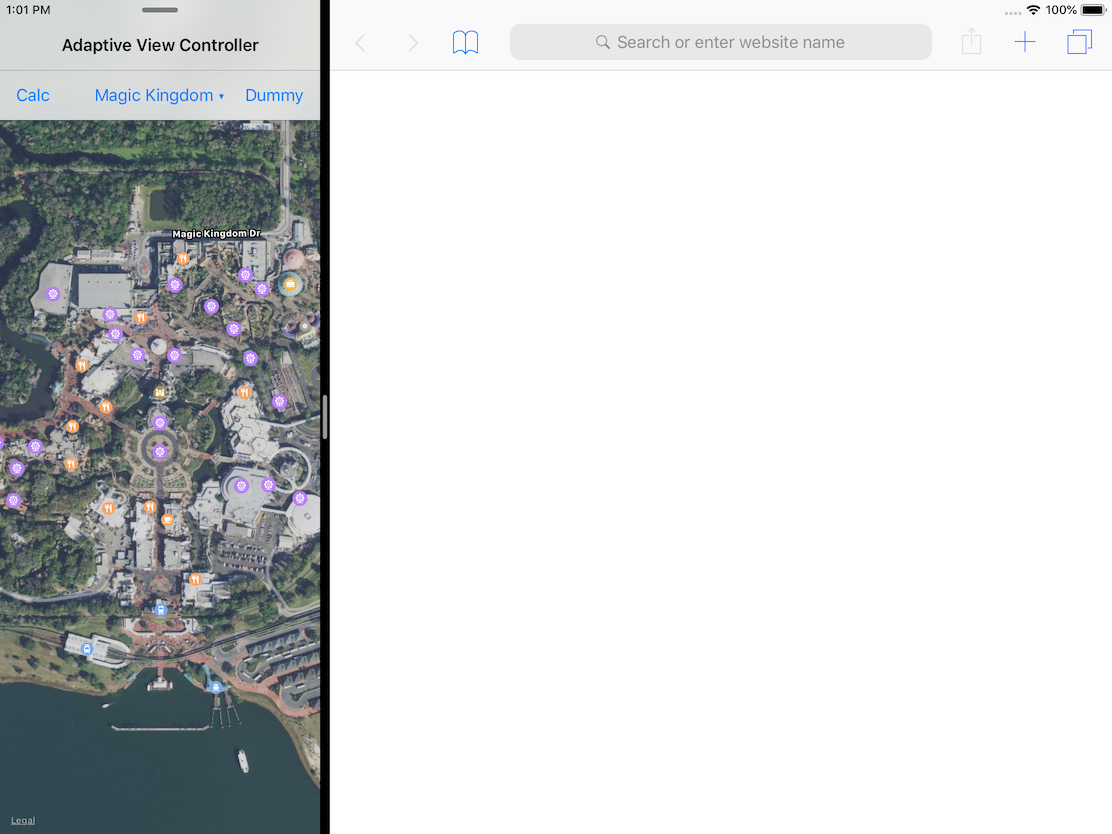 1:01 PM
100%
Adaptive View Controller
Search or enter website name
Calc
Magic Kingdom ▾
Dummy
Magic Kingdom Dr
Legal